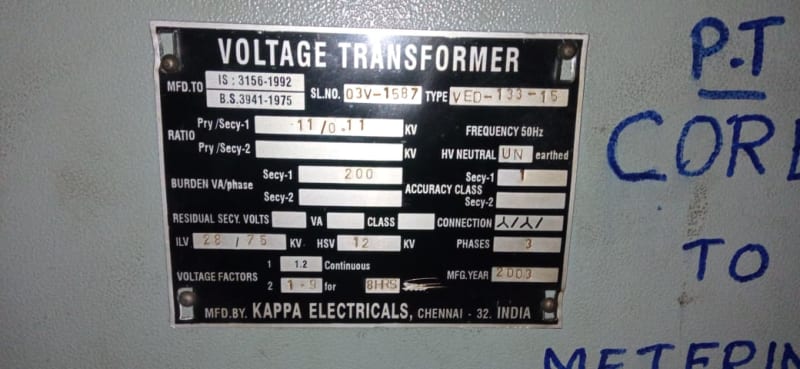 VOLTAGE TRANSFORMER
MFD.TO IS : 3156-1992 B.S.3941-1975 SL.NO. 03V-1587 TYPE VED-133-15
RATIO Pry /Secy-1 11/0.11 KV FREQUENCY 50Hz
Pry /Secy-2 KV HV NEUTRAL UN earthed
BURDEN VA/phase Secy-1 200 ACCURACY CLASS Secy-1 1
Secy-2 Secy-2
RESIDUAL SECY. VOLTS VA CLASS CONNECTION
ILV 28 / 75 KV HSV 12 KV PHASES 3
VOLTAGE FACTORS 1 1.2 Continuous MFG.YEAR 2003
2 1-9 for 8HRS
MFD.BY. KAPPA ELECTRICALS, CHENNAI - 32. INDIA
P.T
CORE
TO
METERIN